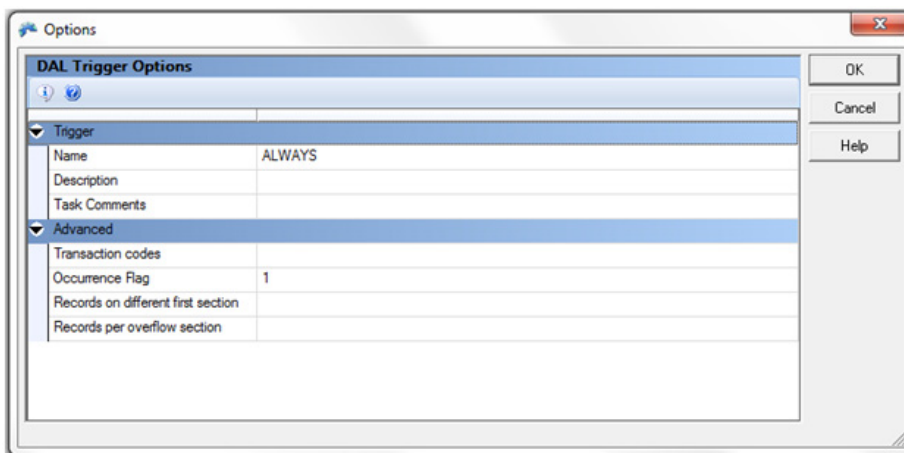 Options
DAL Trigger Options
OK
Cancel
Help
Trigger
Name ALWAYS
Description
Task Comments
Advanced
Transaction codes
Occurrence Flag 1
Records on different first section
Records per overflow section